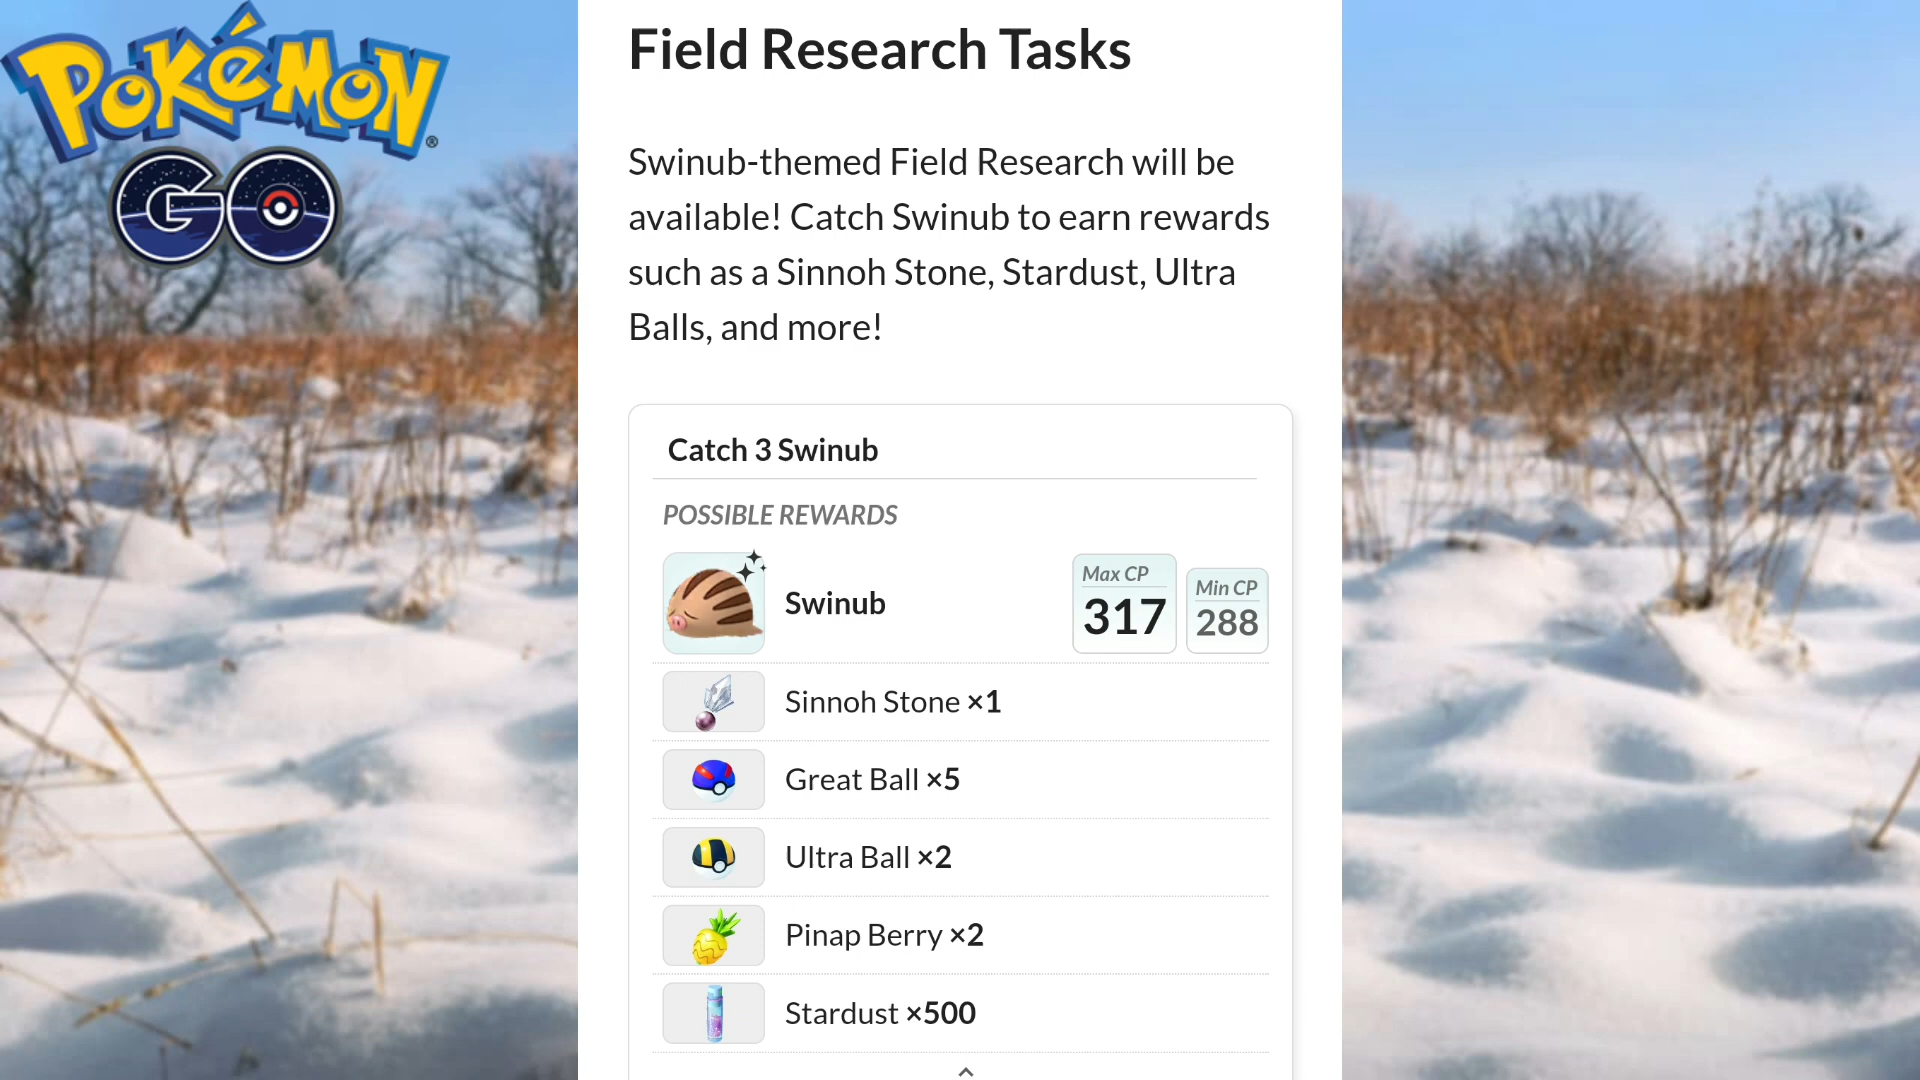 POKéMON
GO
Field Research Tasks
Swinub-themed Field Research will be
available! Catch Swinub to earn rewards
such as a Sinnoh Stone, Stardust, Ultra
Balls, and more!
Catch 3 Swinub
POSSIBLE REWARDS
Swinub
Max CP
317
Min CP
288
Sinnoh Stone ×1
Great Ball ×5
Ultra Ball ×2
Pinap Berry ×2
Stardust ×500